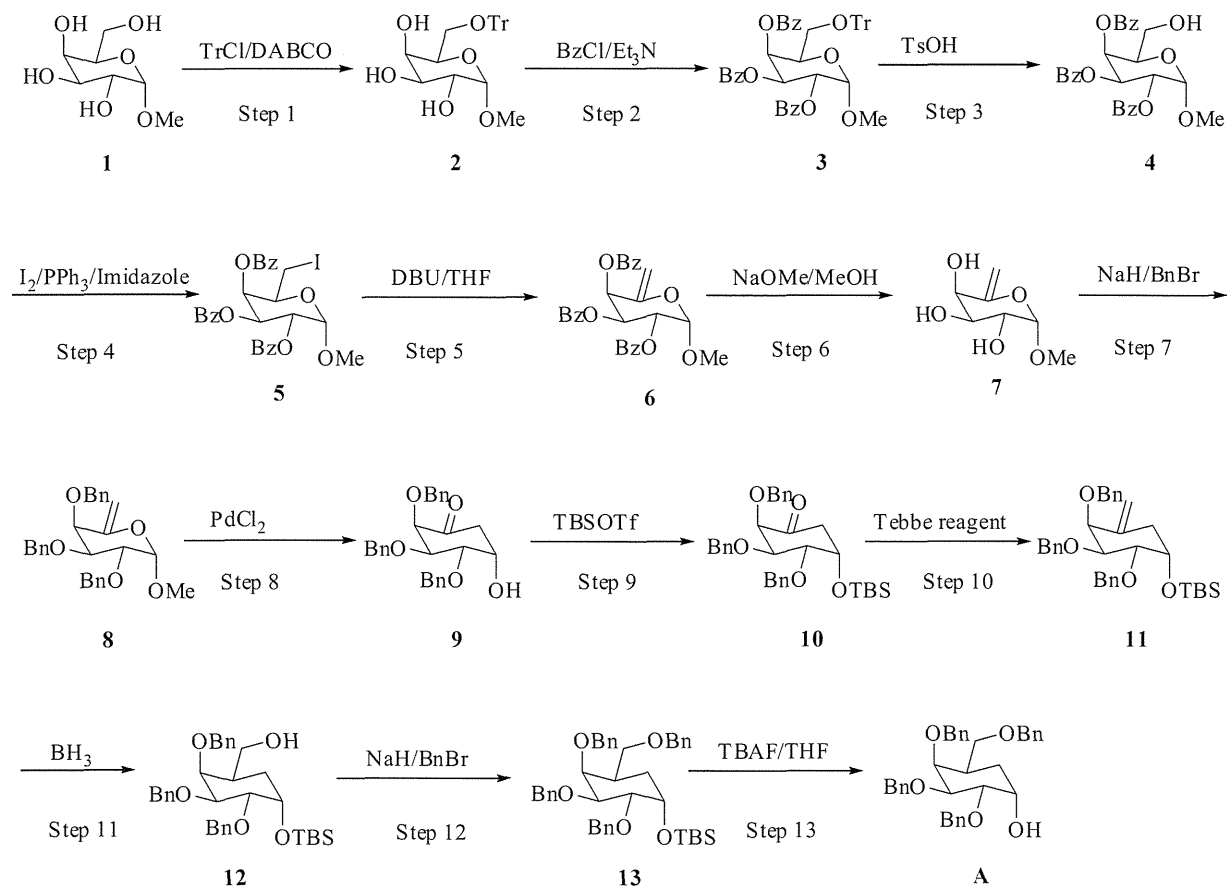 OH OH TrCl/DABCO OH OTr BzCl/Et3N OBz OTr TsOH OBz OH
HO HO OMe Step 1 HO HO OMe Step 2 BzO BzO OMe Step 3 BzO BzO OMe
1 2 3 4
I2/PPh3/Imidazole OBz I DBU/THF OBz NaOMe/MeOH OH NaH/BnBr
Step 4 BzO BzO O OMe Step 5 BzO BzO O OMe Step 6 HO HO O OMe Step 7
5 6 7
OBn PdCl2 OBn O TBSOTf OBn O Tebbe reagent OBn
BnO BnO O OMe Step 8 BnO BnO OH Step 9 BnO BnO OTBS Step 10 BnO BnO OTBS
8 9 10 11
BH3 OBn OH NaH/BnBr OBn OBn TBAF/THF OBn OBn
Step 11 BnO BnO OTBS Step 12 BnO BnO OTBS Step 13 BnO BnO OH
12 13 A